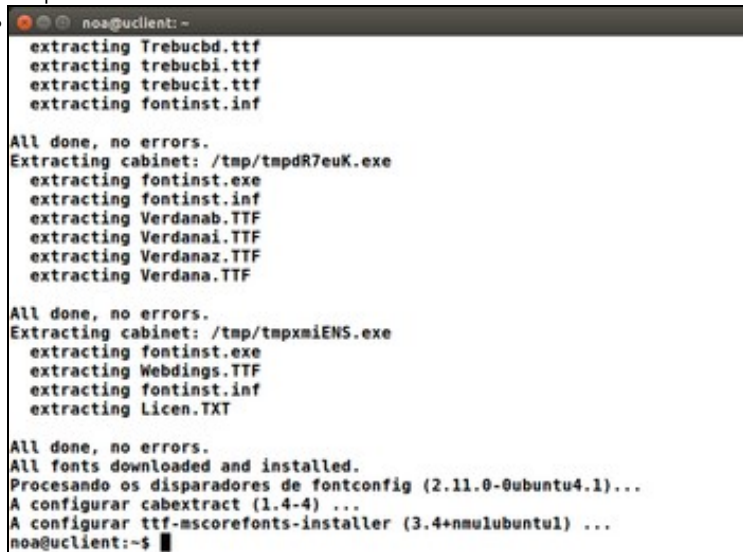 noa@uclient: ~
extracting Trebucbd.ttf
extracting trebucbi.ttf
extracting trebucit.ttf
extracting fontinst.inf
All done, no errors.
Extracting cabinet: /tmp/tmpdR7euK.exe
extracting fontinst.exe
extracting fontinst.inf
extracting Verdanab.TTF
extracting Verdanai.TTF
extracting Verdanaz.TTF
extracting Verdana.TTF
All done, no errors.
Extracting cabinet: /tmp/tmpxmiENS.exe
extracting fontinst.exe
extracting Webdings.TTF
extracting fontinst.inf
extracting Licen.TXT
All done, no errors.
All fonts downloaded and installed.
Procesando os disparadores de fontconfig (2.11.0-0ubuntu4.1)...
A configurar cabextract (1.4-4) ...
A configurar ttf-mscorefonts-installer (3.4+nmu1ubuntu1) ...
noa@uclient:~$